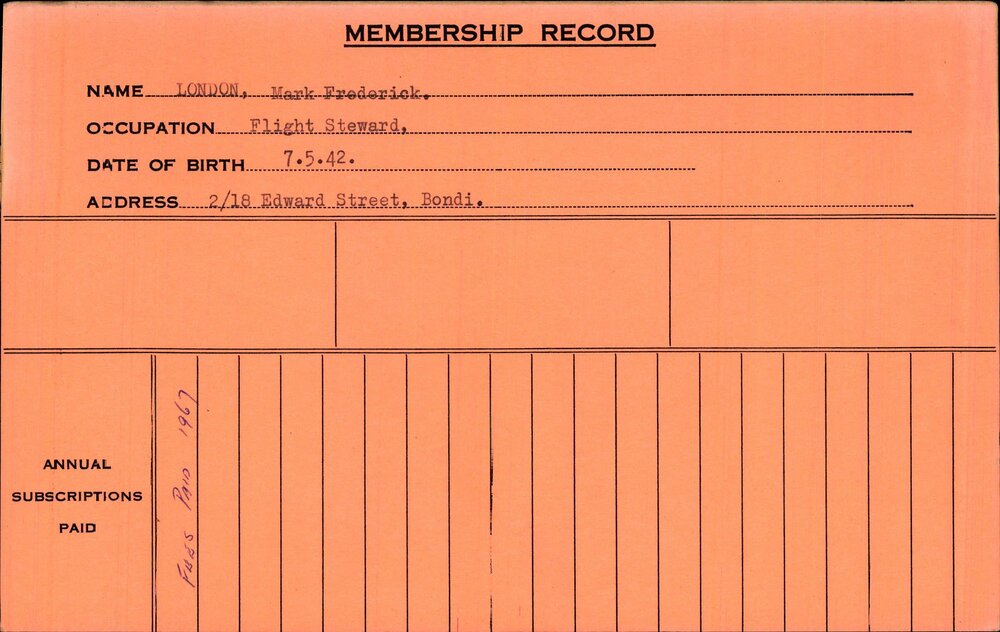 MEMBERSHIP RECORD
NAME LONDON, Mark Frederick.
OCCUPATION Flight Steward,
DATE OF BIRTH 7.5.42.
ADDRESS 2/18 Edward Street, Bondi.
ANNUAL
SUBSCRIPTIONS
PAID
FEES PAID 1967